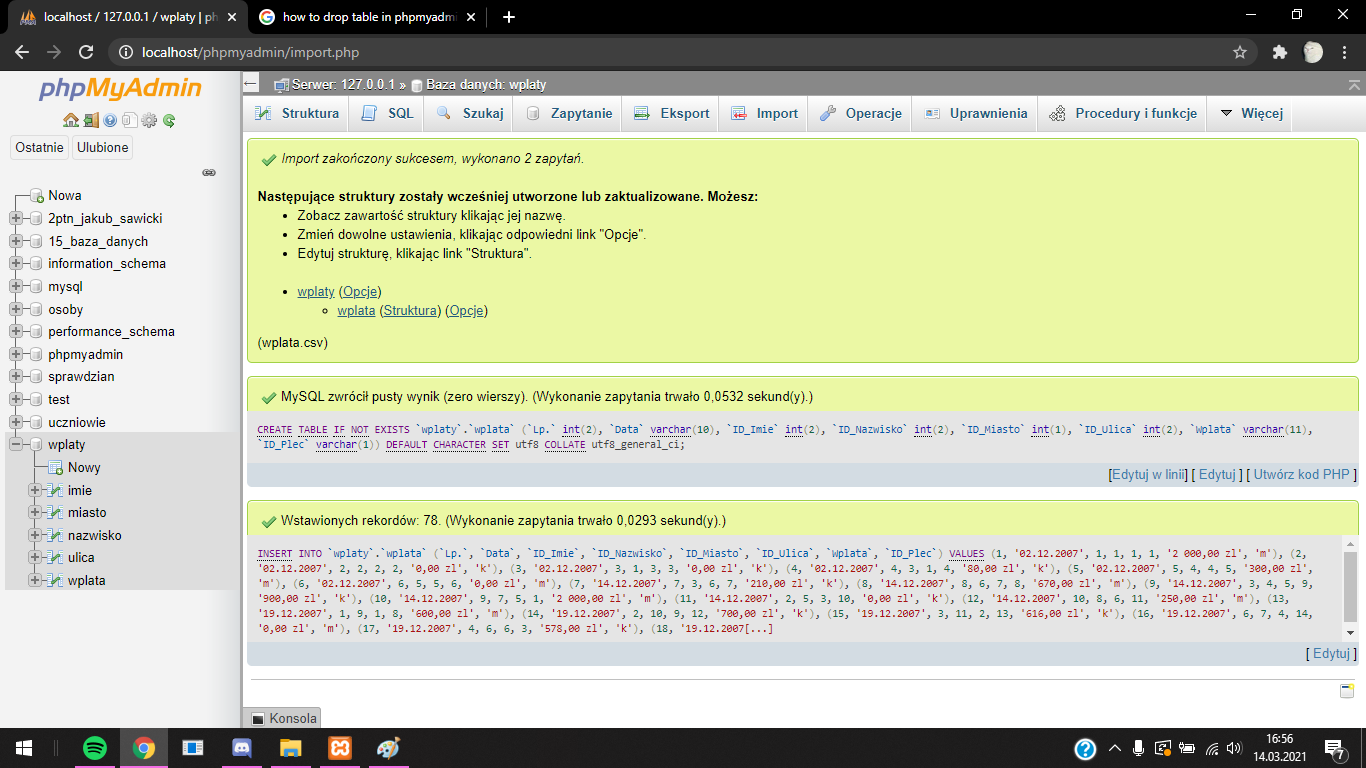 localhost / 127.0.0.1 / wplaty | ph
how to drop table in phpmyadmi
localhost/phpmyadmin/import.php
phpMyAdmin
Ostatnie
Ulubione
Nowa
2ptn_jakub_sawicki
15_baza_danych
information_schema
mysql
osoby
performance_schema
phpmyadmin
sprawdzian
test
uczniowie
wplaty
Nowy
imie
miasto
nazwisko
ulica
wplata
Serwer: 127.0.0.1 » Baza danych: wplaty
Struktura SQL Szukaj Zapytanie Eksport Import Operacje Uprawnienia Procedury i funkcje Więcej
Import zakończony sukcesem, wykonano 2 zapytań.
Następujące struktury zostały wcześniej utworzone lub zaktualizowane. Możesz:
Zobacz zawartość struktury klikając jej nazwę.
Zmień dowolne ustawienia, klikając odpowiedni link "Opcje".
Edytuj strukturę, klikając link "Struktura".
wplaty (Opcje)
wplata (Struktura) (Opcje)
(wplata.csv)
MySQL zwrócił pusty wynik (zero wierszy). (Wykonanie zapytania trwało 0,0532 sekund(y).)
CREATE TABLE IF NOT EXISTS `wplaty`.`wplata` (`Lp.` int(2), `Data` varchar(10), `ID_Imie` int(2), `ID_Nazwisko` int(2), `ID_Miasto` int(1), `ID_Ulica` int(2), `Wplata` varchar(11),
`ID_Plec` varchar(1)) DEFAULT CHARACTER SET utf8 COLLATE utf8_general_ci;
[Edytuj w linii] [ Edytuj ] [ Utwórz kod PHP ]
Wstawionych rekordów: 78. (Wykonanie zapytania trwało 0,0293 sekund(y).)
INSERT INTO `wplaty`.`wplata` (`Lp.`, `Data`, `ID_Imie`, `ID_Nazwisko`, `ID_Miasto`, `ID_Ulica`, `Wplata`, `ID_Plec`) VALUES (1, '02.12.2007', 1, 1, 1, 1, '2 000,00 zl', 'm'), (2,
'02.12.2007', 2, 2, 2, 2, '0,00 zl', 'k'), (3, '02.12.2007', 3, 1, 3, 3, '0,00 zl', 'k'), (4, '02.12.2007', 4, 3, 1, 4, '80,00 zl', 'k'), (5, '02.12.2007', 5, 4, 4, 5, '300,00 zl',
'm'), (6, '02.12.2007', 6, 5, 5, 6, '0,00 zl', 'm'), (7, '14.12.2007', 7, 3, 6, 7, '210,00 zl', 'k'), (8, '14.12.2007', 8, 6, 7, 8, '670,00 zl', 'm'), (9, '14.12.2007', 3, 4, 5, 9,
'900,00 zl', 'k'), (10, '14.12.2007', 9, 7, 5, 1, '2 000,00 zl', 'm'), (11, '14.12.2007', 2, 5, 3, 10, '0,00 zl', 'k'), (12, '14.12.2007', 10, 8, 6, 11, '250,00 zl', 'm'), (13,
'19.12.2007', 1, 9, 1, 8, '600,00 zl', 'm'), (14, '19.12.2007', 2, 10, 9, 12, '700,00 zl', 'k'), (15, '19.12.2007', 3, 11, 2, 13, '616,00 zl', 'k'), (16, '19.12.2007', 6, 7, 4, 14,
'0,00 zl', 'm'), (17, '19.12.2007', 4, 6, 6, 3, '578,00 zl', 'k'), (18, '19.12.2007[...]
[ Edytuj ]
Konsola
16:56
14.03.2021
7